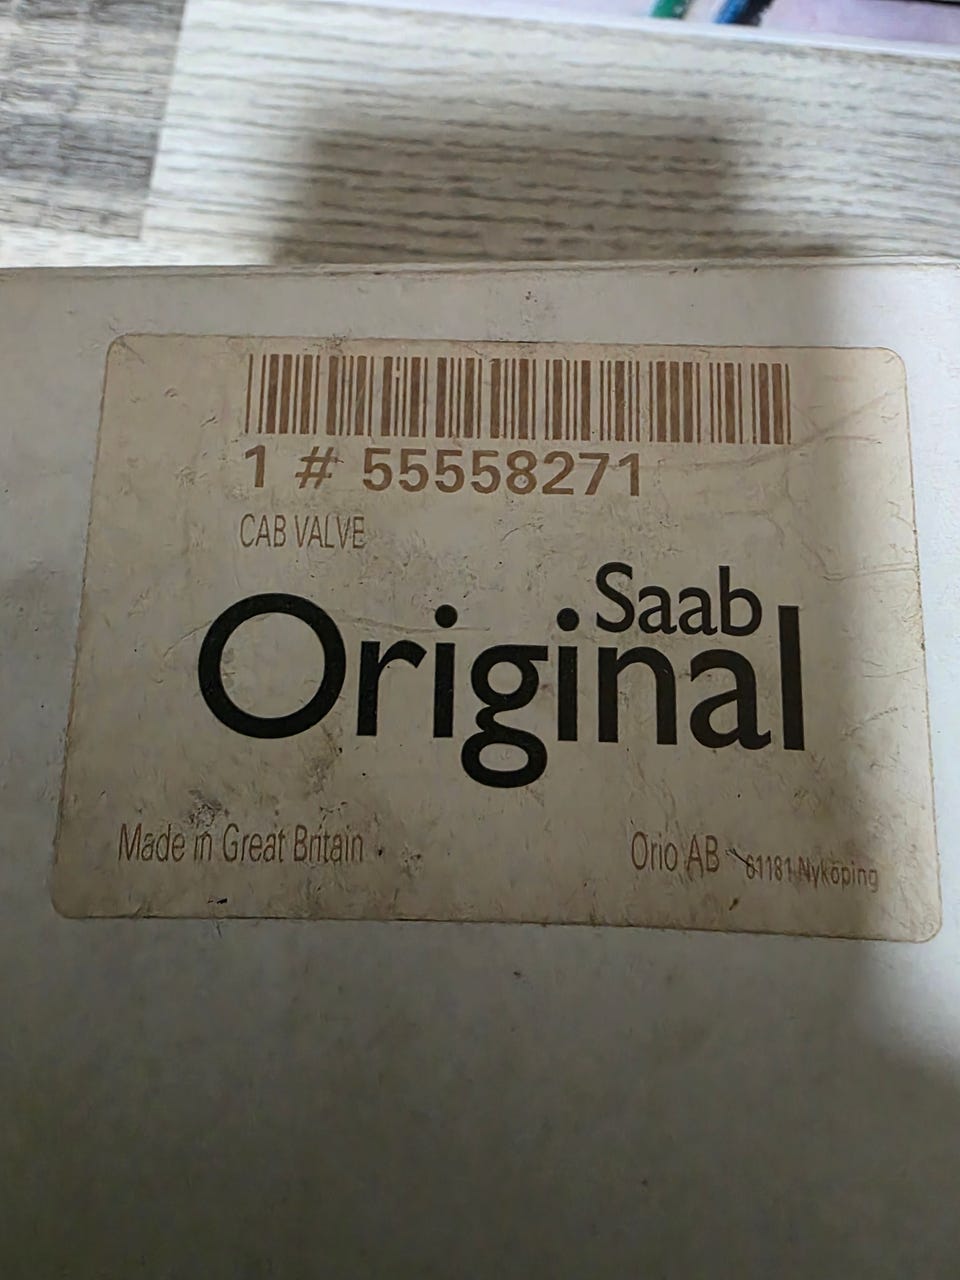 1 # 55558271
CAB VALVE
Saab
Original
Made in Great Britain
Orio AB 61181 Nyköping